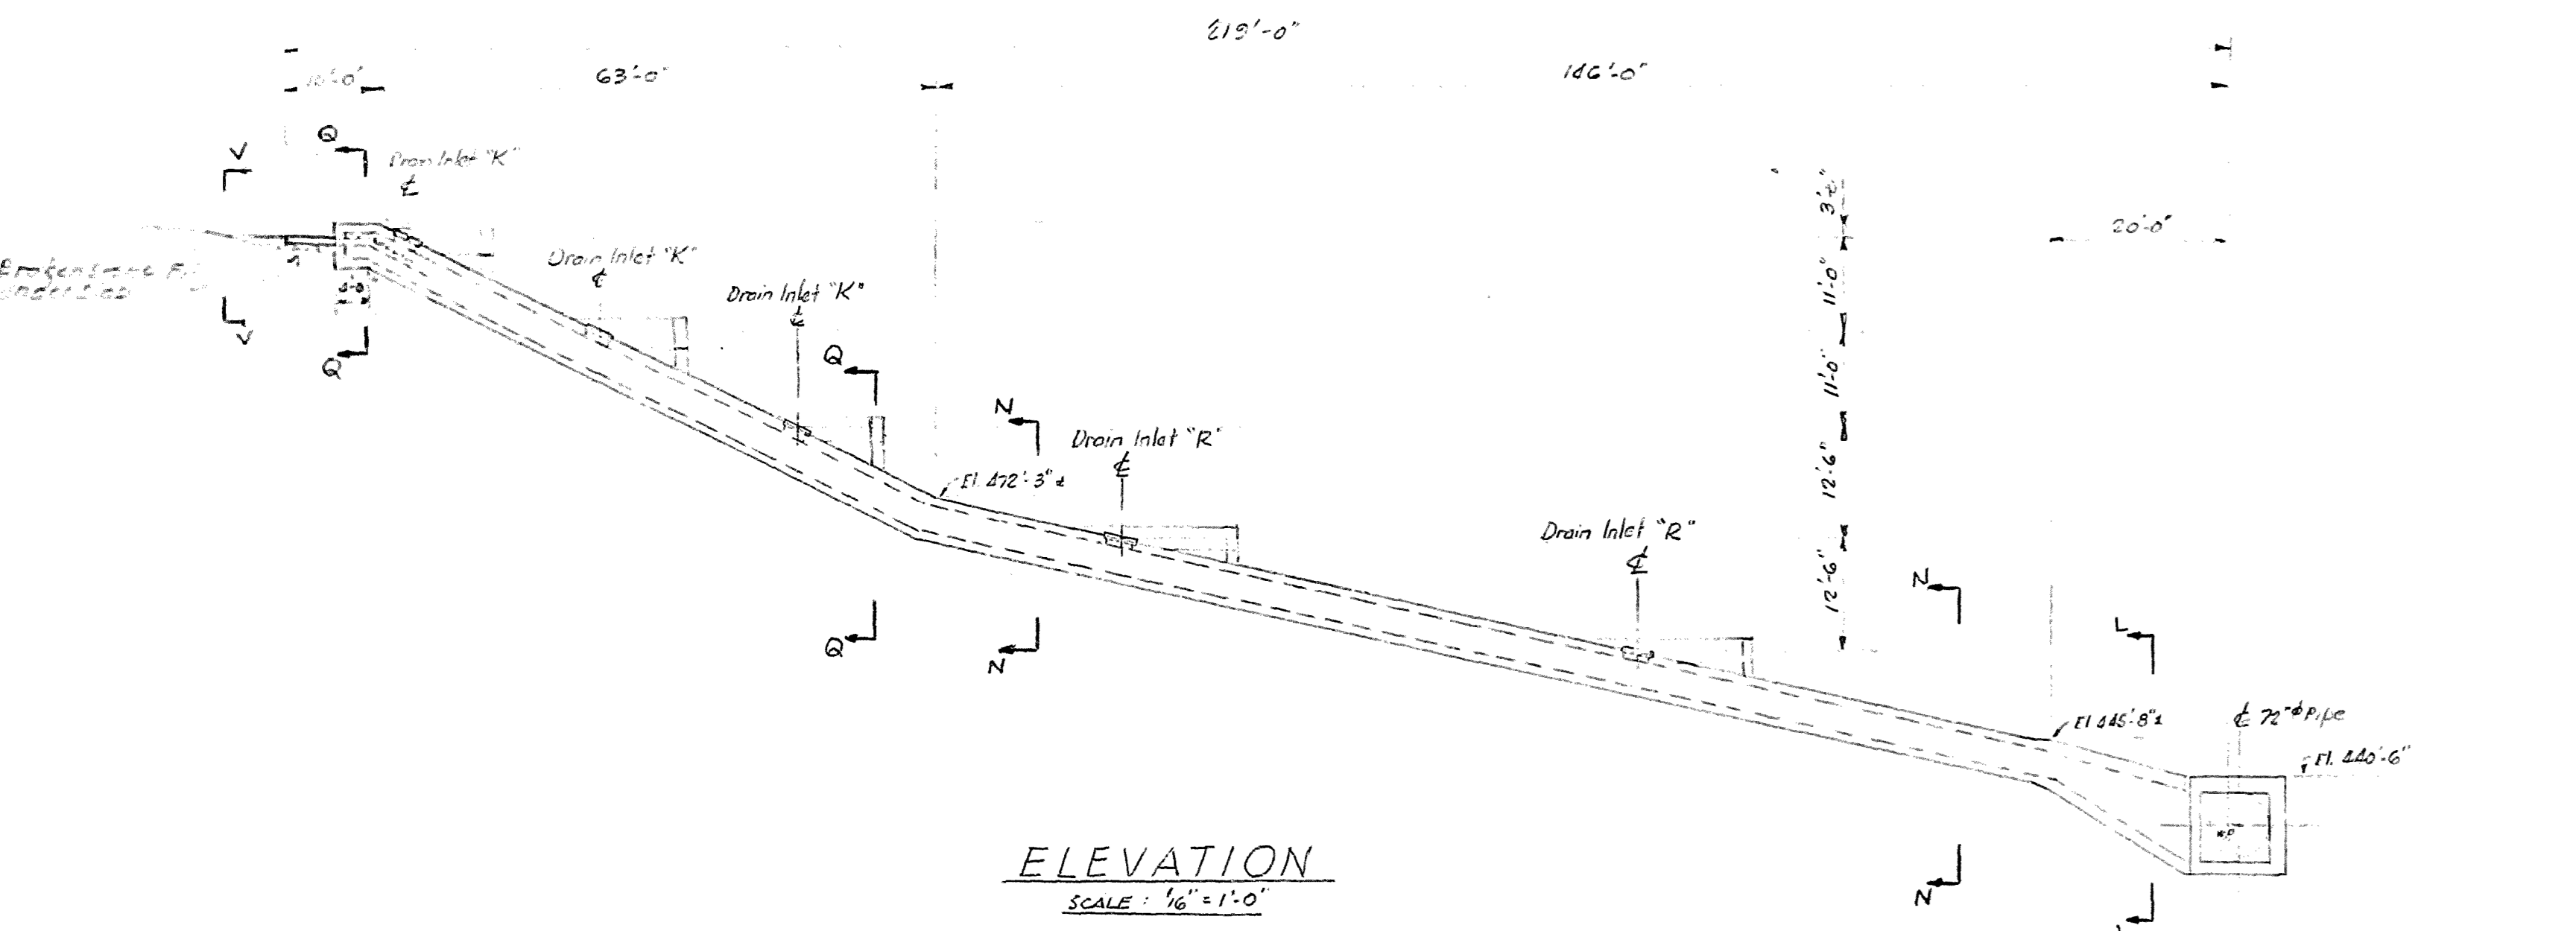 219'-0"
10'-0"
63'-0"
146'-0"
Q
V
Drain Inlet "K"
℄
3'±"
20'-0"
Drain Inlet "K"
℄
11'-0"
Drain Inlet "K"
℄
4'-0"
V
Q
Q
11'-0"
N
Drain Inlet "R"
℄
12'-6"
El. 472'-3" ±
Drain Inlet "R"
℄
12'-6"
N
Q
N
L
El 445'-8" ±
℄ 72"ϕ Pipe
El. 440'-6"
W.P.
ELEVATION
SCALE : 1/16" = 1'-0"
N